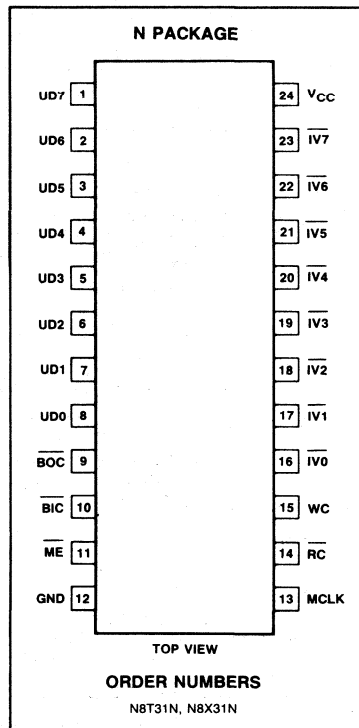 N PACKAGE
UD7 1 24 VCC
UD6 2 23 IV7
UD5 3 22 IV6
UD4 4 21 IV5
UD3 5 20 IV4
UD2 6 19 IV3
UD1 7 18 IV2
UD0 8 17 IV1
BOC 9 16 IV0
BIC 10 15 WC
ME 11 14 RC
GND 12 13 MCLK
TOP VIEW
ORDER NUMBERS
N8T31N, N8X31N